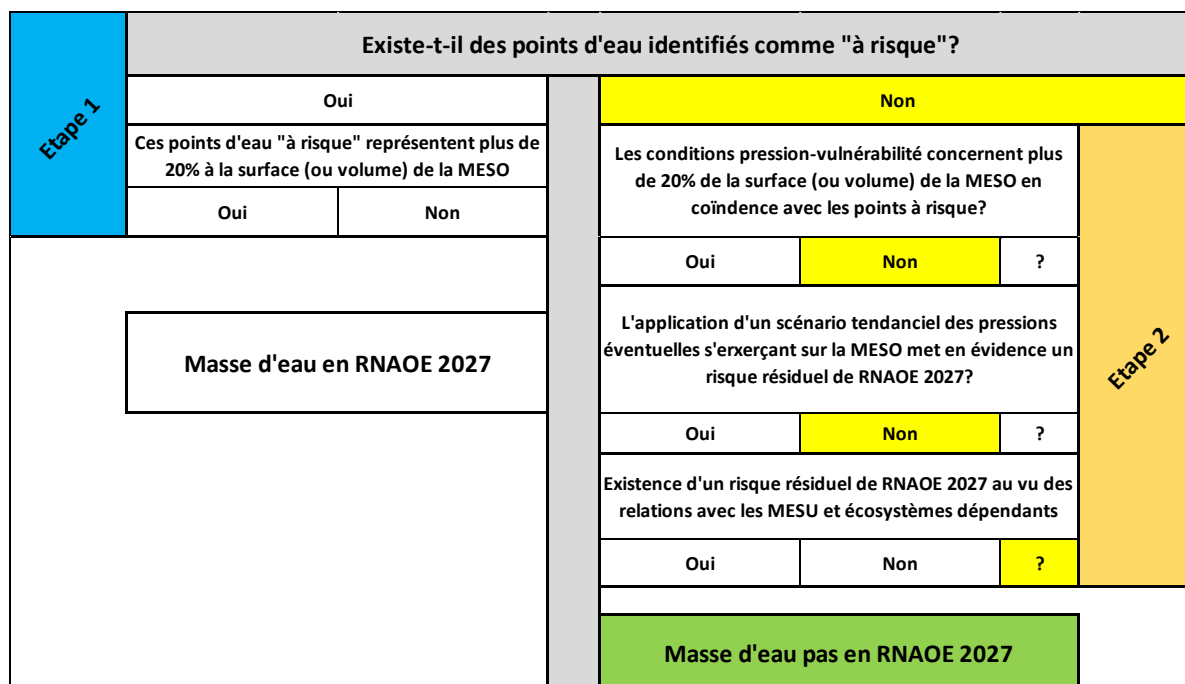 Existe-t-il des points d'eau identifiés comme "à risque"?
Etape 1
Oui
Non
Ces points d'eau "à risque" représentent plus de
20% à la surface (ou volume) de la MESO
Oui
Non
Masse d'eau en RNAOE 2027
Les conditions pression-vulnérabilité concernent plus
de 20% de la surface (ou volume) de la MESO en
coïndence avec les points à risque?
Oui
Non
?
L'application d'un scénario tendanciel des pressions
éventuelles s'erxerçant sur la MESO met en évidence un
risque résiduel de RNAOE 2027?
Etape 2
Oui
Non
?
Existence d'un risque résiduel de RNAOE 2027 au vu des
relations avec les MESU et écosystèmes dépendants
Oui
Non
?
Masse d'eau pas en RNAOE 2027